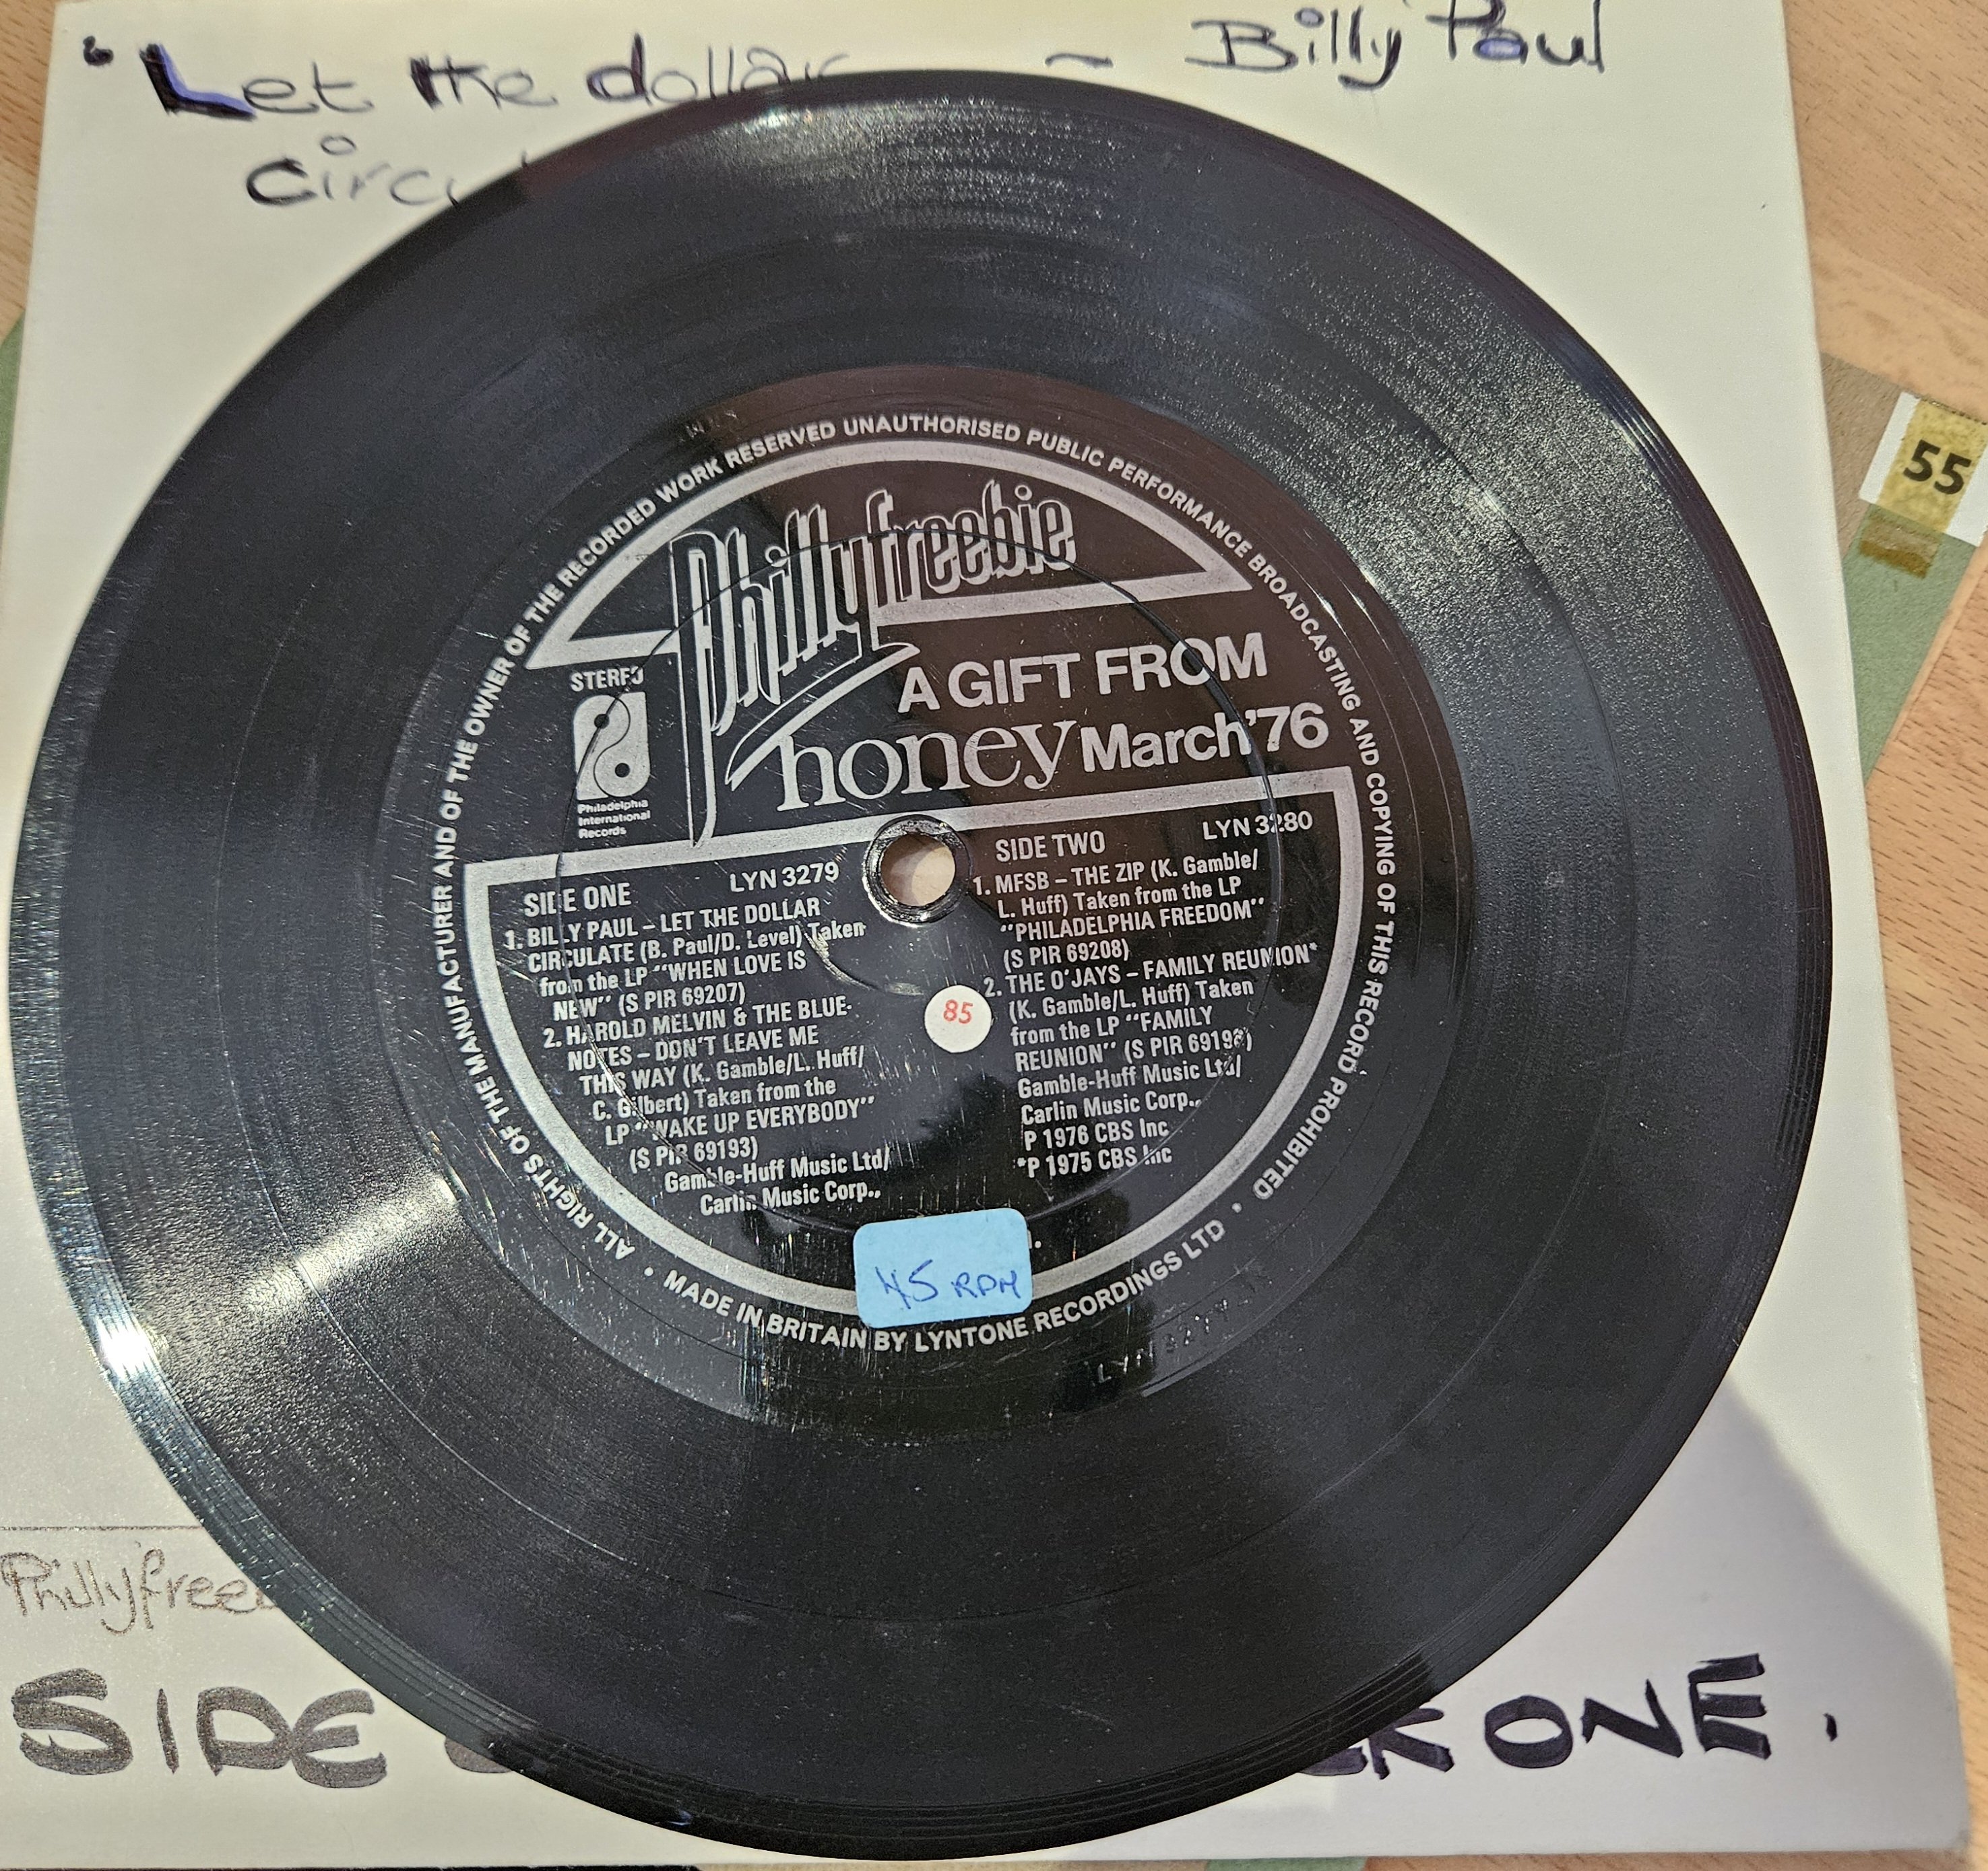 'Let the dollar - Billy Paul
ALL RIGHTS OF THE MANUFACTURER AND OF THE OWNER OF THE RECORDED WORK RESERVED UNAUTHORISED PUBLIC PERFORMANCE BROADCASTING AND COPYING OF THIS RECORD PROHIBITED •
• MADE IN BRITAIN BY LYNTONE RECORDINGS LTD
Phillyfreebie
STEREO
A GIFT FROM
honey March '76
Philadelphia
International
Records
SIDE ONE LYN 3279
1. BILLY PAUL – LET THE DOLLAR
CIRCULATE (B. Paul/D. Level) Taken
from the LP "WHEN LOVE IS
NEW" (S PIR 69207)
2. HAROLD MELVIN & THE BLUE-
NOTES – DON'T LEAVE ME
THIS WAY (K. Gamble/L. Huff/
C. Gilbert) Taken from the
LP "WAKE UP EVERYBODY"
(S PIR 69193)
Gamble-Huff Music Ltd/
Carlin Music Corp.,
SIDE TWO LYN 3280
1. MFSB – THE ZIP (K. Gamble/
L. Huff) Taken from the LP
"PHILADELPHIA FREEDOM"
(S PIR 69208)
2. THE O'JAYS – FAMILY REUNION*
(K. Gamble/L. Huff) Taken
from the LP "FAMILY
REUNION" (S PIR
Gamble-Huff Music Ltd/
Carlin Music Corp.,
P 1976 CBS Inc
*P 1975 CBS Inc
85
45 RPM
55
SIDE ONE.